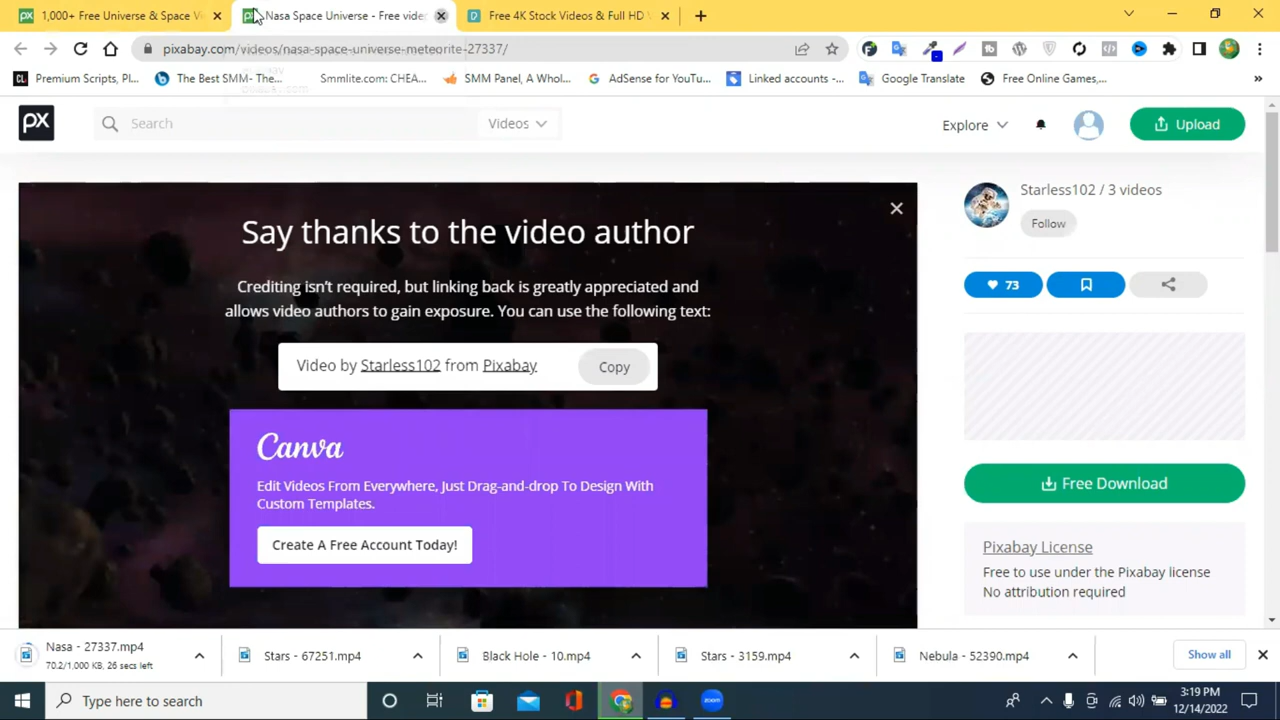 1,000+ Free Universe & Space Vi
Nasa Space Universe - Free video
Free 4K Stock Videos & Full HD V
pixabay.com/videos/nasa-space-universe-meteorite-27337/
Premium Scripts, Pl...
The Best SMM- The...
Smmlite.com: CHEA...
SMM Panel, A Whol...
AdSense for YouTu...
Linked accounts -...
Google Translate
Free Online Games,...
»
px
Search
Videos
Explore
Upload
Say thanks to the video author
Crediting isn't required, but linking back is greatly appreciated and
allows video authors to gain exposure. You can use the following text:
Video by Starless102 from Pixabay
Copy
Canva
Edit Videos From Everywhere, Just Drag-and-drop To Design With
Custom Templates.
Create A Free Account Today!
Starless102 / 3 videos
Follow
73
Free Download
Pixabay License
Free to use under the Pixabay license
No attribution required
Nasa - 27337.mp4
70.2/1,000 KB, 26 secs left
Stars - 67251.mp4
Black Hole - 10.mp4
Stars - 3159.mp4
Nebula - 52390.mp4
Show all
Type here to search
zoom
3:19 PM
12/14/2022